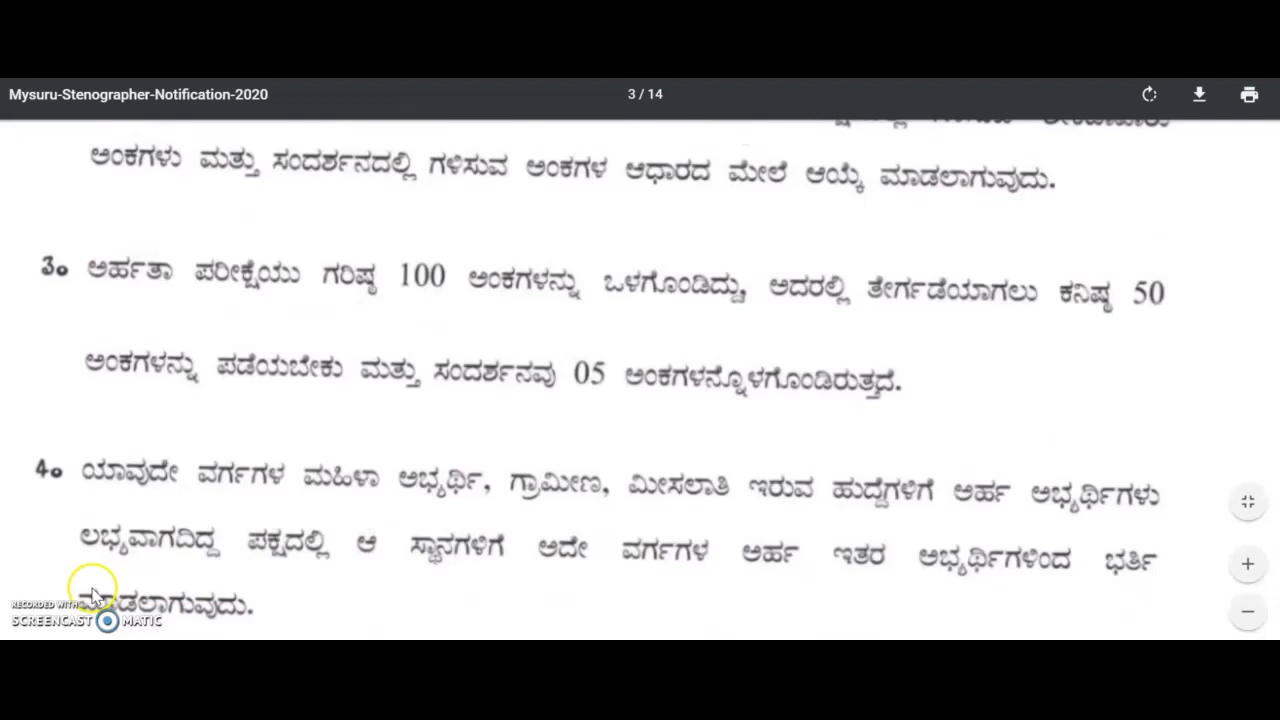 Mysuru-Stenographer-Notification-2020
3 / 14
ಅಂಕಗಳು ಮತ್ತು ಸಂದರ್ಶನದಲ್ಲಿ ಗಳಿಸುವ ಅಂಕಗಳ ಆಧಾರದ ಮೇಲೆ ಆಯ್ಕೆ ಮಾಡಲಾಗುವುದು.
3. ಅರ್ಹತಾ ಪರೀಕ್ಷೆಯು ಗರಿಷ್ಠ 100 ಅಂಕಗಳನ್ನು ಒಳಗೊಂಡಿದ್ದು, ಅದರಲ್ಲಿ ತೇರ್ಗಡೆಯಾಗಲು ಕನಿಷ್ಠ 50
ಅಂಕಗಳನ್ನು ಪಡೆಯಬೇಕು ಮತ್ತು ಸಂದರ್ಶನವು 05 ಅಂಕಗಳನ್ನೊಳಗೊಂಡಿರುತ್ತದೆ.
4. ಯಾವುದೇ ವರ್ಗಗಳ ಮಹಿಳಾ ಅಭ್ಯರ್ಥಿ, ಗ್ರಾಮೀಣ, ಮೀಸಲಾತಿ ಇರುವ ಹುದ್ದೆಗಳಿಗೆ ಅರ್ಹ ಅಭ್ಯರ್ಥಿಗಳು
ಲಭ್ಯವಾಗದಿದ್ದ ಪಕ್ಷದಲ್ಲಿ ಆ ಸ್ಥಾನಗಳಿಗೆ ಅದೇ ವರ್ಗಗಳ ಅರ್ಹ ಇತರ ಅಭ್ಯರ್ಥಿಗಳಿಂದ ಭರ್ತಿ
ಮಾಡಲಾಗುವುದು.
RECORDED WITH
SCREENCAST MATIC